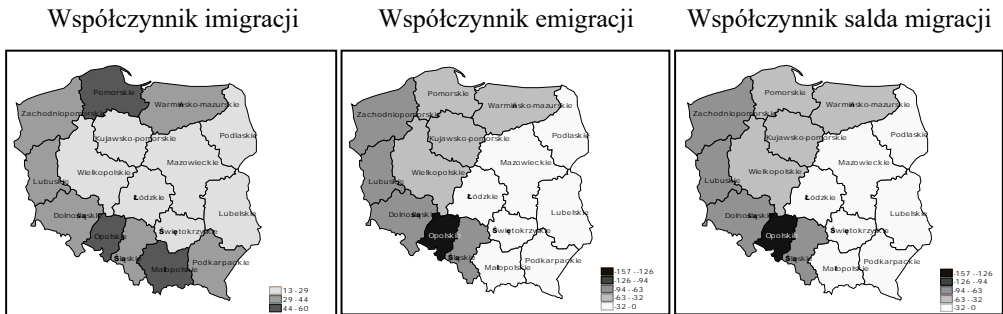 Współczynnik imigracji
Współczynnik emigracji
Współczynnik salda migracji
Pomorskie
Warmińsko-mazurskie
Zachodniopomorskie
Podlaskie
Kujawsko-pomorskie
Mazowieckie
Wielkopolskie
Lubuskie
Łódzkie
Lubelskie
Dolnośląskie
Świętokrzyskie
Opolskie
Śląskie
Małopolskie
Podkarpackie
13 - 29
29 - 44
44 - 60
Pomorskie
Warmińsko-mazurskie
Zachodniopomorskie
Podlaskie
Kujawsko-pomorskie
Mazowieckie
Wielkopolskie
Lubuskie
Łódzkie
Lubelskie
Dolnośląskie
Świętokrzyskie
Opolskie
Śląskie
Małopolskie
Podkarpackie
-157 - -126
-126 - -94
-94 - -63
-63 - -32
-32 - 0
Pomorskie
Warmińsko-mazurskie
Zachodniopomorskie
Podlaskie
Kujawsko-pomorskie
Mazowieckie
Wielkopolskie
Lubuskie
Łódzkie
Lubelskie
Dolnośląskie
Świętokrzyskie
Opolskie
Śląskie
Małopolskie
Podkarpackie
-157 - -126
-126 - -94
-94 - -63
-63 - -32
-32 - 0